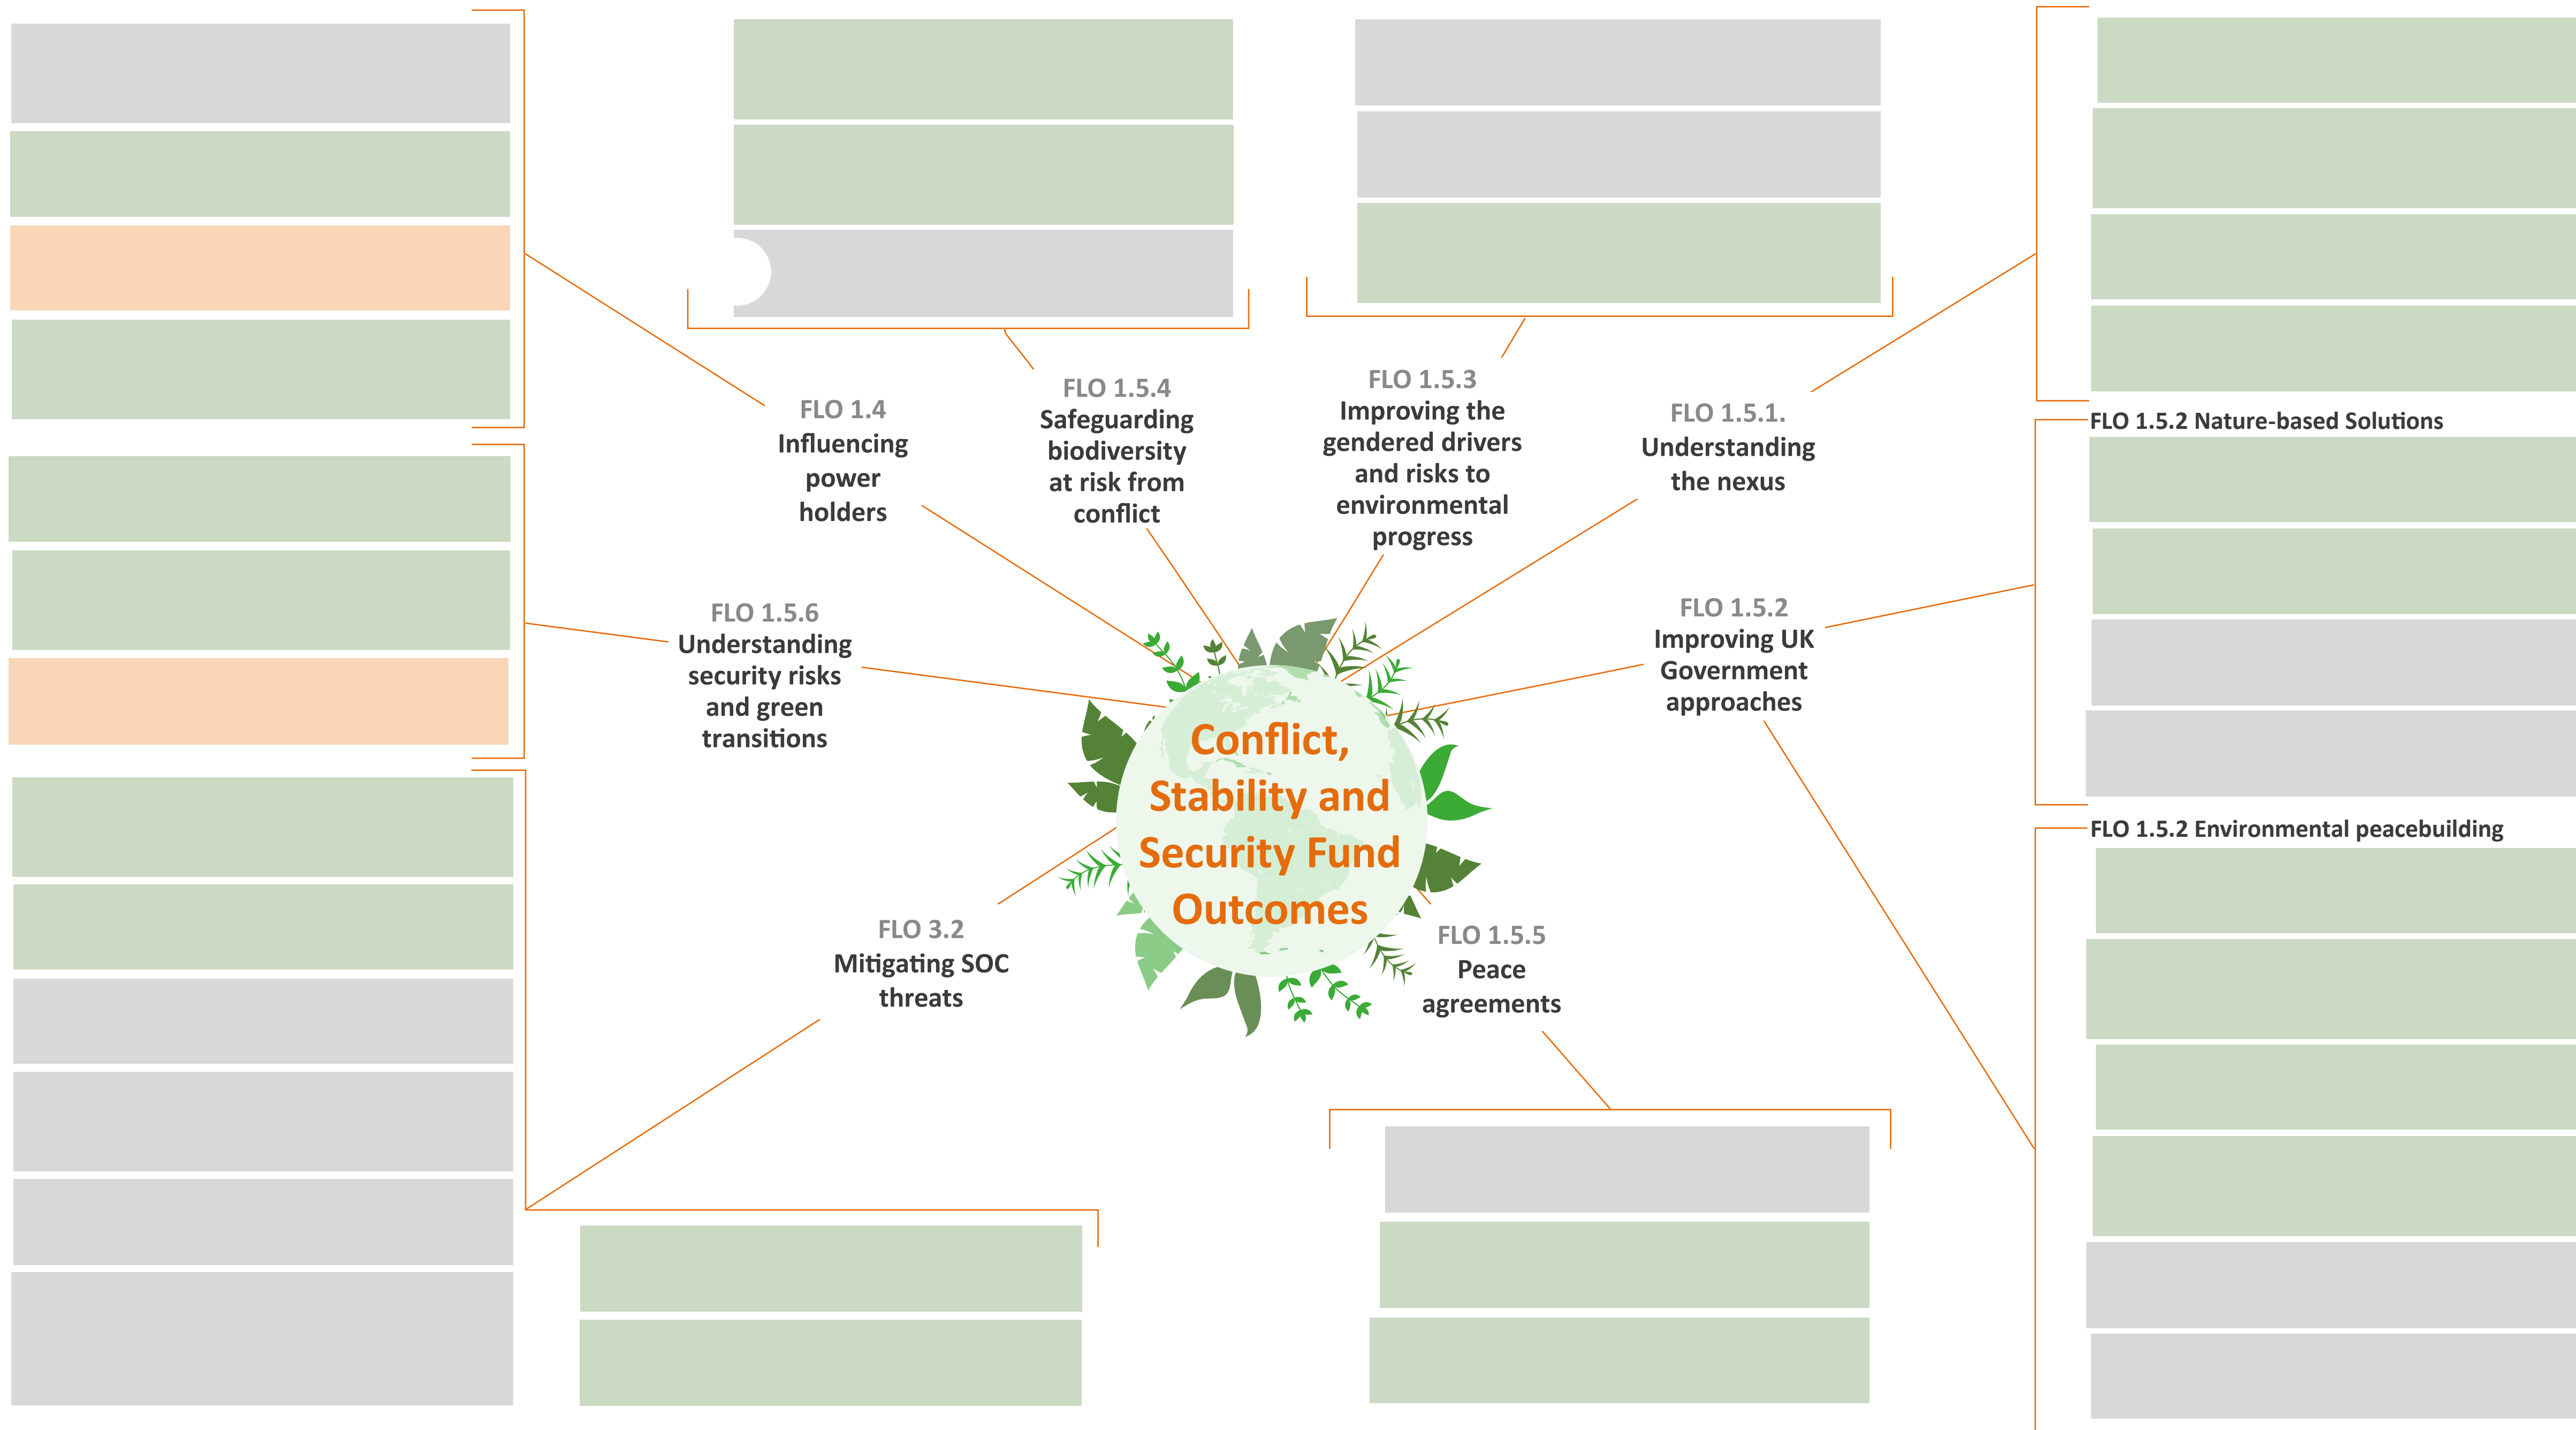 FLO 1.4
Influencing
power
holders
FLO 1.5.4
Safeguarding
biodiversity
at risk from
conflict
FLO 1.5.3
Improving the
gendered drivers
and risks to
environmental
progress
FLO 1.5.1.
Understanding
the nexus
FLO 1.5.2 Nature-based Solutions
FLO 1.5.6
Understanding
security risks
and green
transitions
FLO 1.5.2
Improving UK
Government
approaches
Conflict,
Stability and
Security Fund
Outcomes
FLO 1.5.2 Environmental peacebuilding
FLO 3.2
Mitigating SOC
threats
FLO 1.5.5
Peace
agreements